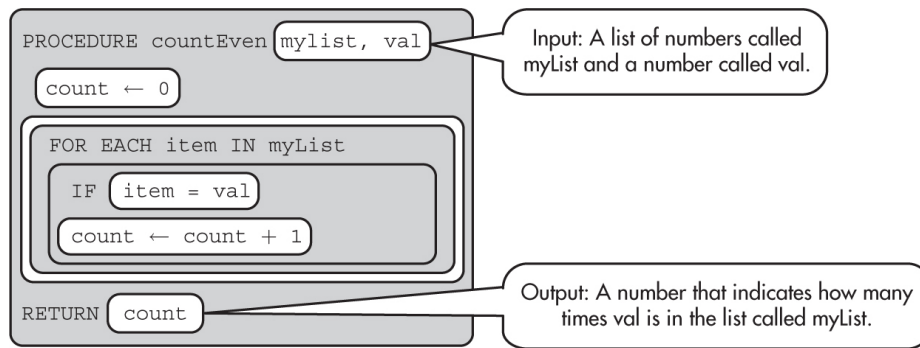 PROCEDURE countEven mylist, val
Input: A list of numbers called
myList and a number called val.
count ← 0
FOR EACH item IN myList
IF item = val
count ← count + 1
RETURN count
Output: A number that indicates how many
times val is in the list called myList.